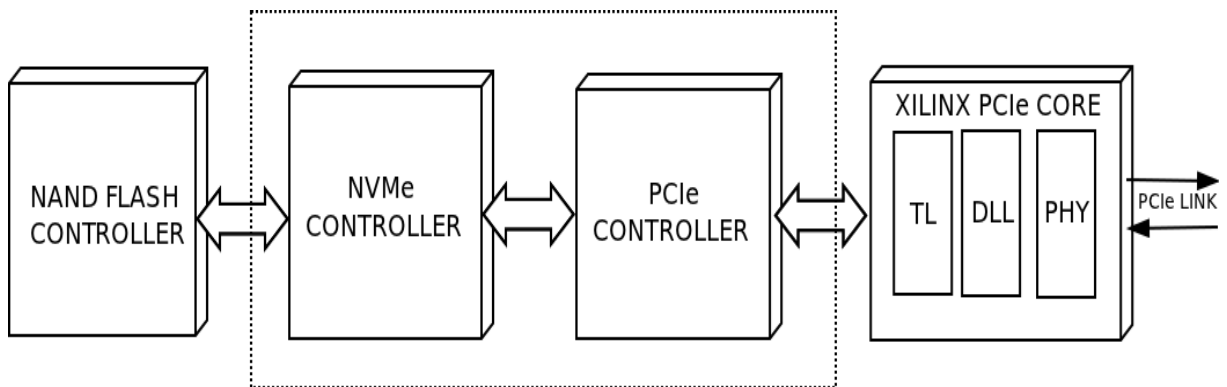 NAND FLASH
CONTROLLER
NVMe
CONTROLLER
PCIe
CONTROLLER
XILINX PCIe CORE
TL
DLL
PHY
PCIe LINK